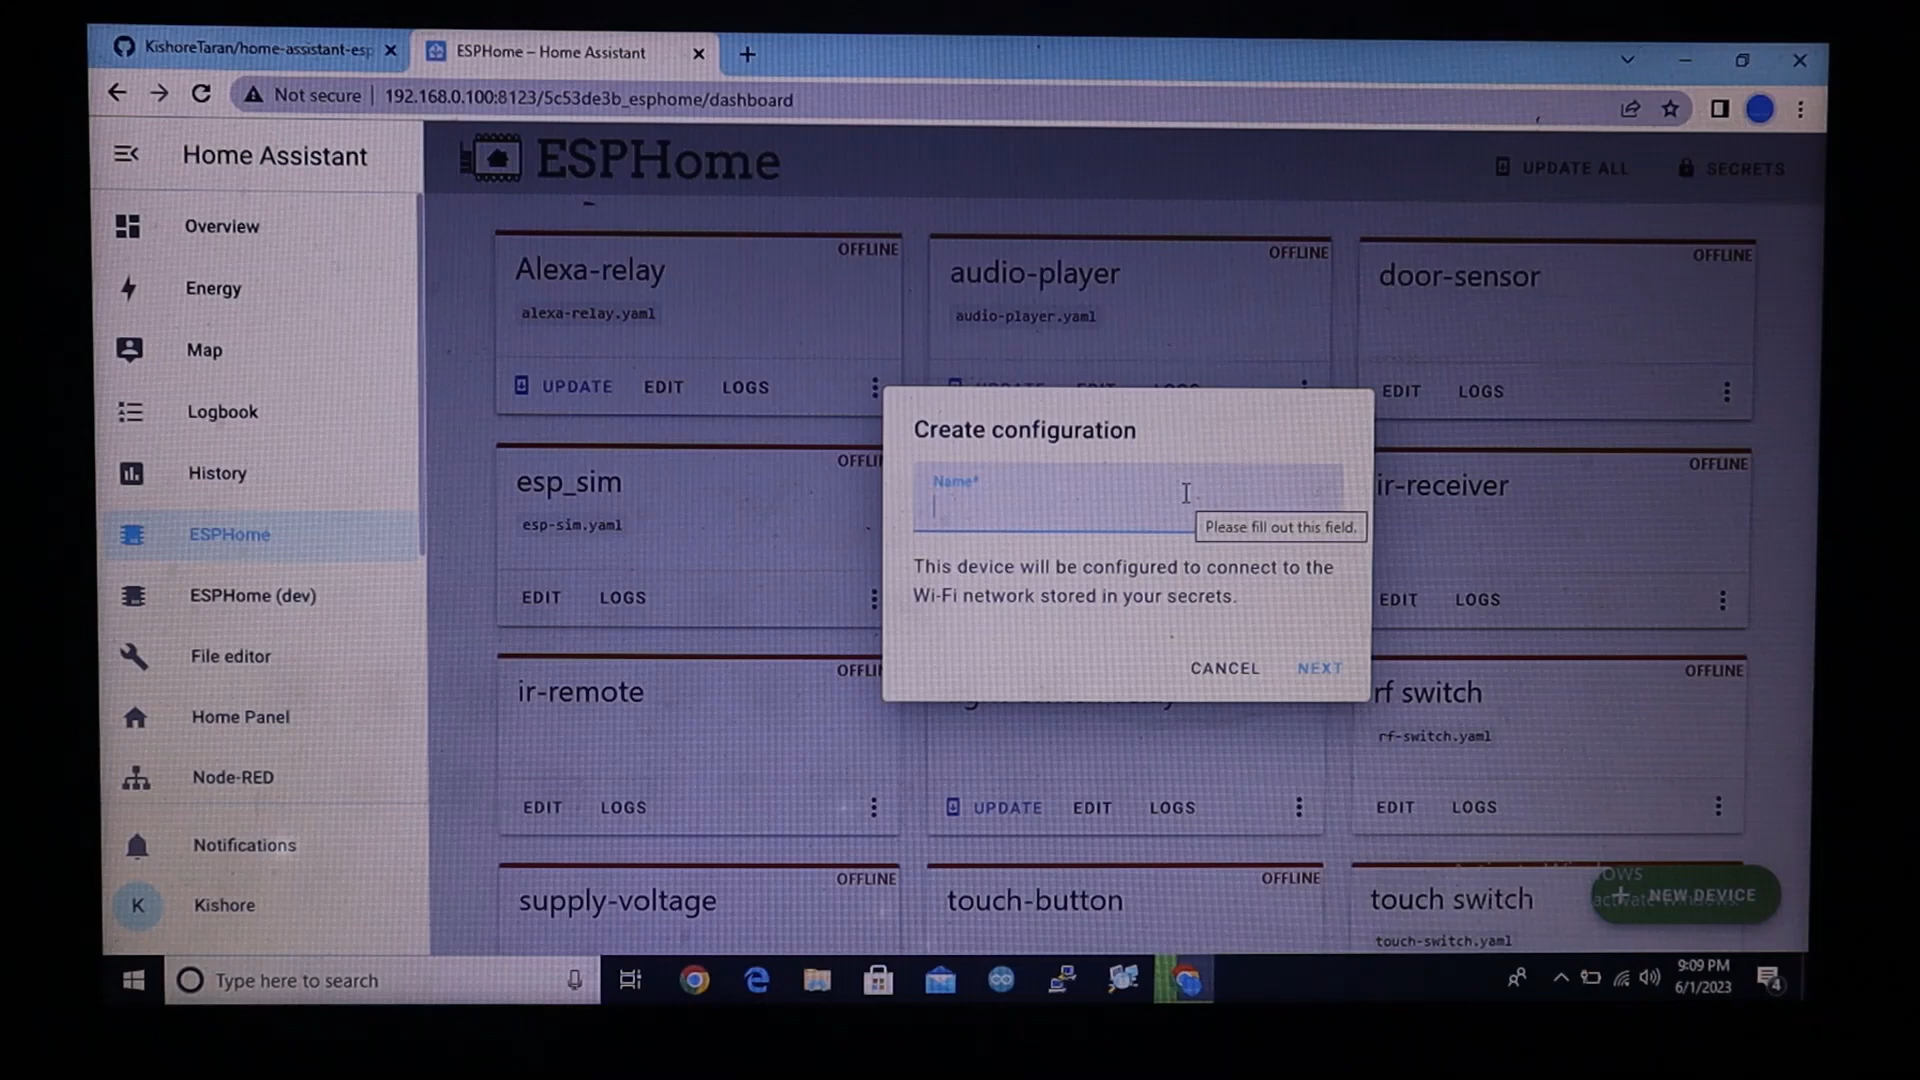 KishoreTaran/home-assistant-esp
ESPHome – Home Assistant
Not secure
192.168.0.100:8123/5c53de3b_esphome/dashboard
Home Assistant
ESPHome
UPDATE ALL
SECRETS
Overview
Energy
Map
Logbook
History
ESPHome
ESPHome (dev)
File editor
Home Panel
Node-RED
Notifications
K
Kishore
OFFLINE
Alexa-relay
alexa-relay.yaml
UPDATE EDIT LOGS
OFFLINE
audio-player
audio-player.yaml
OFFLINE
door-sensor
EDIT LOGS
OFFLI
esp_sim
esp-sim.yaml
EDIT LOGS
Create configuration
Name*
Please fill out this field.
This device will be configured to connect to the
Wi-Fi network stored in your secrets.
CANCEL NEXT
OFFLINE
ir-receiver
EDIT LOGS
OFFLI
ir-remote
EDIT LOGS
UPDATE EDIT LOGS
OFFLINE
rf switch
rf-switch.yaml
EDIT LOGS
OFFLINE
supply-voltage
OFFLINE
touch-button
touch switch
touch-switch.yaml
NEW DEVICE
Type here to search
9:09 PM
6/1/2023
4